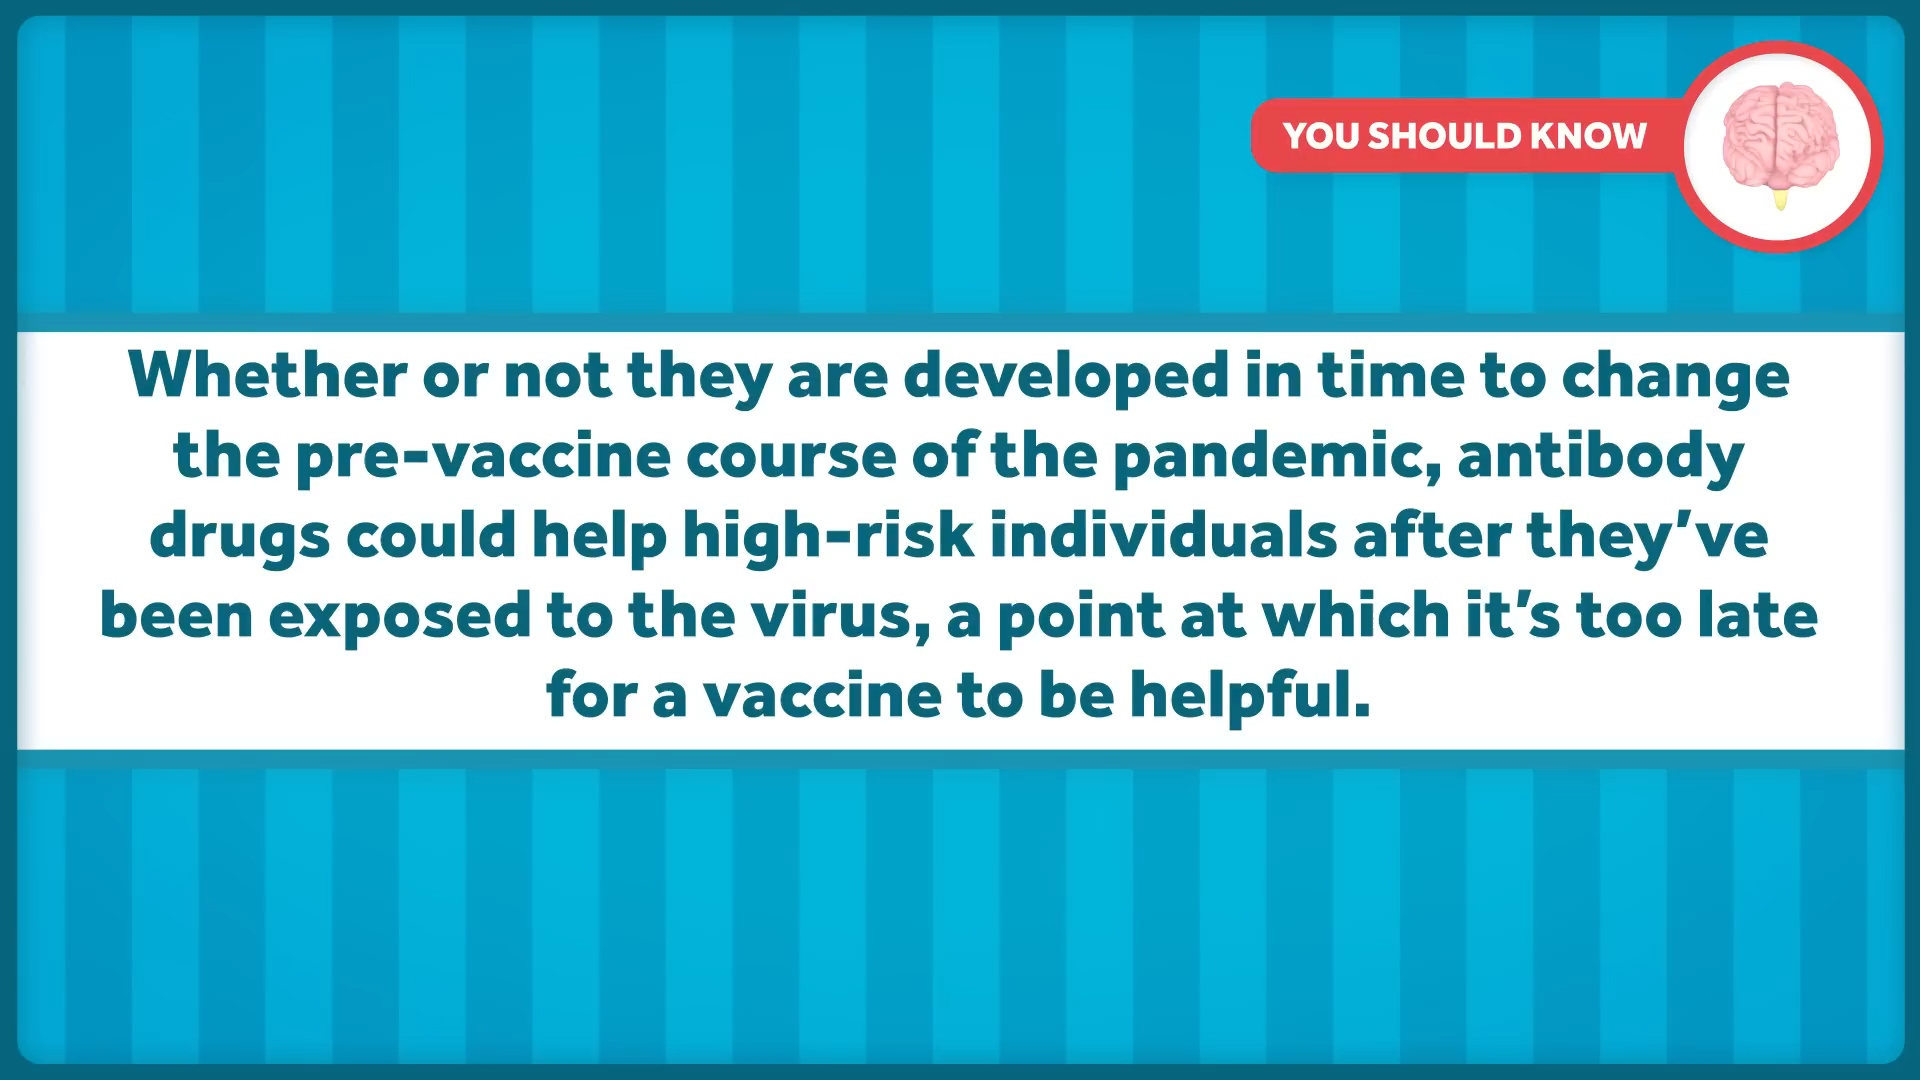 YOU SHOULD KNOW
Whether or not they are developed in time to change
the pre-vaccine course of the pandemic, antibody
drugs could help high-risk individuals after they’ve
been exposed to the virus, a point at which it’s too late
for a vaccine to be helpful.